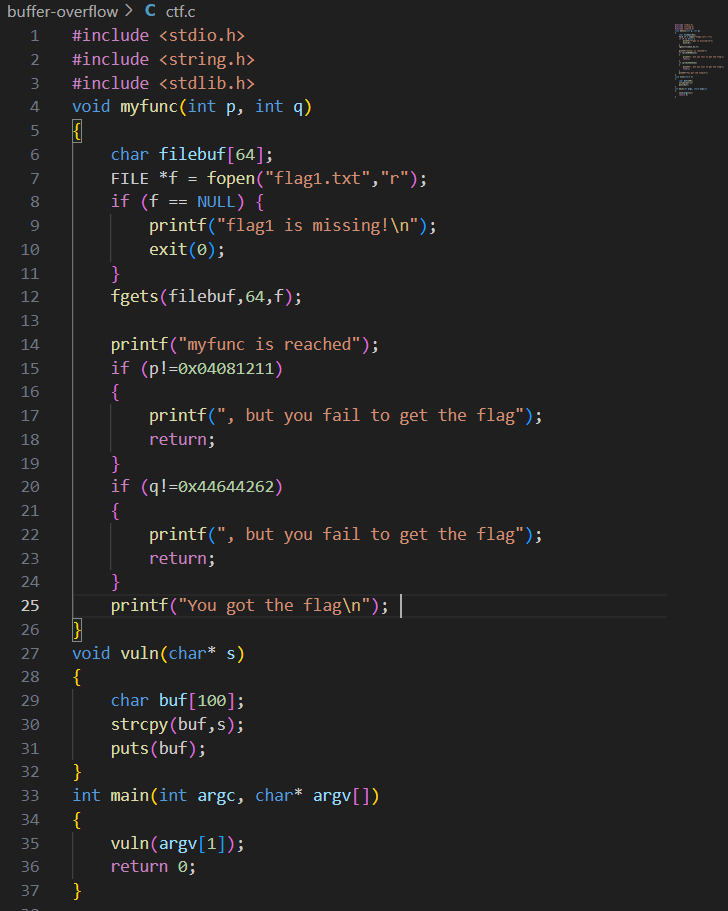 buffer-overflow > C ctf.c
1 #include <stdio.h>
2 #include <string.h>
3 #include <stdlib.h>
4 void myfunc(int p, int q)
5 {
6     char filebuf[64];
7     FILE *f = fopen("flag1.txt","r");
8     if (f == NULL) {
9         printf("flag1 is missing!\n");
10         exit(0);
11     }
12     fgets(filebuf,64,f);
13
14     printf("myfunc is reached");
15     if (p!=0x04081211)
16     {
17         printf(", but you fail to get the flag");
18         return;
19     }
20     if (q!=0x44644262)
21     {
22         printf(", but you fail to get the flag");
23         return;
24     }
25     printf("You got the flag\n");
26 }
27 void vuln(char* s)
28 {
29     char buf[100];
30     strcpy(buf,s);
31     puts(buf);
32 }
33 int main(int argc, char* argv[])
34 {
35     vuln(argv[1]);
36     return 0;
37 }